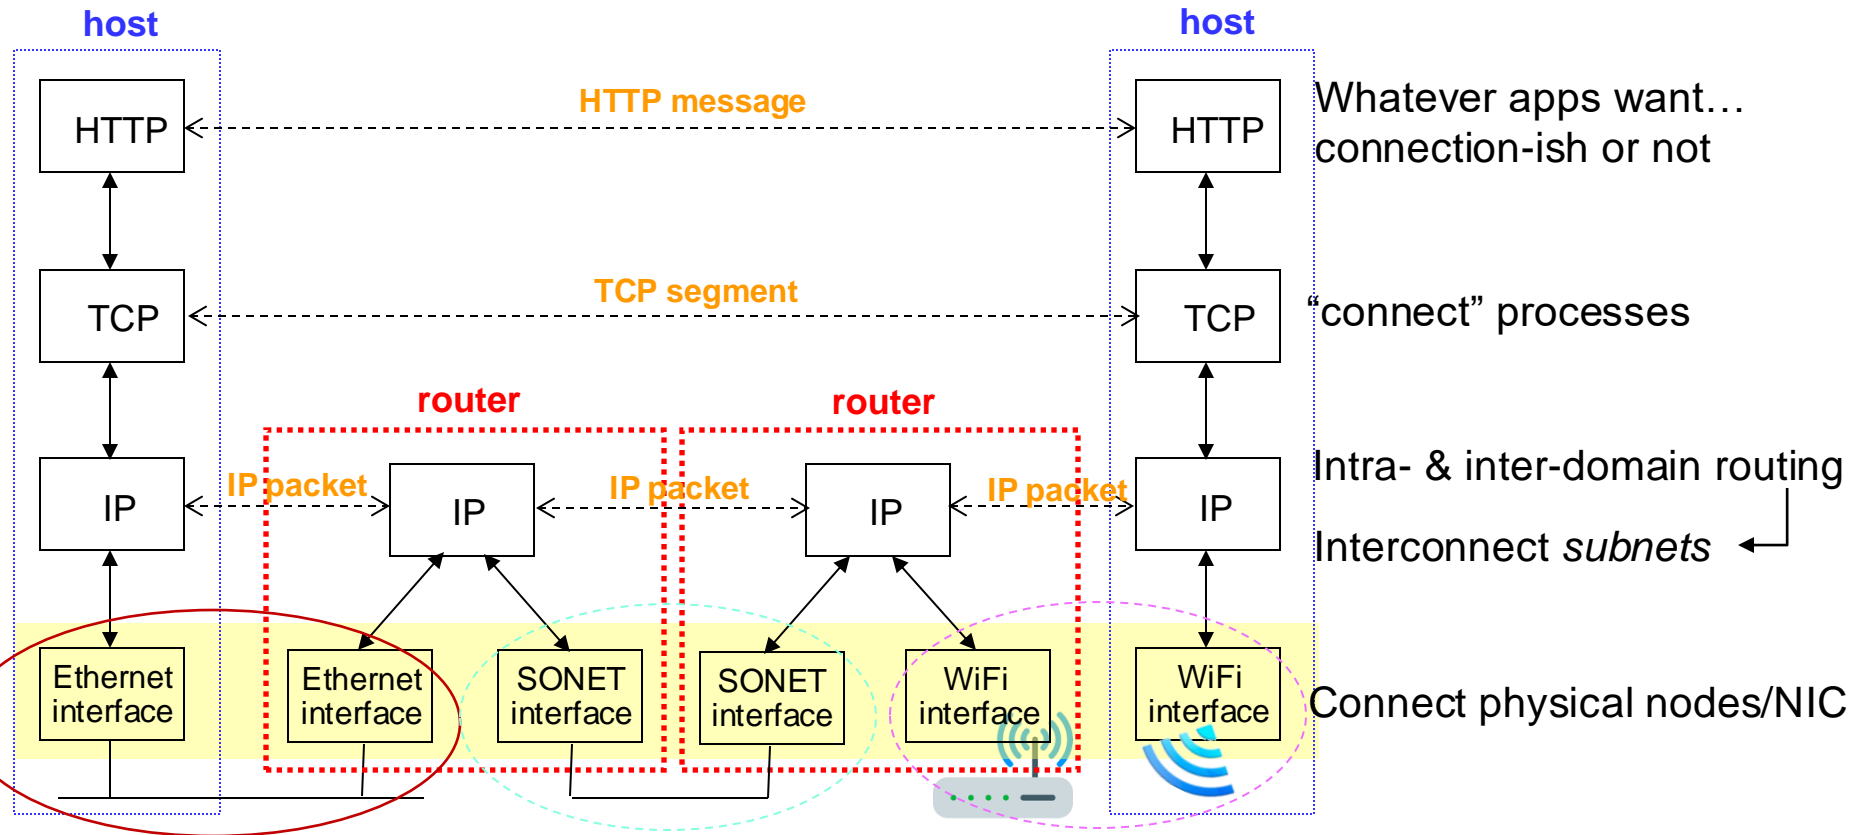 host
host
HTTP message
HTTP
HTTP
Whatever apps want…
connection-ish or not
TCP segment
TCP
TCP
“connect” processes
router
router
IP packet
IP packet
IP packet
IP
IP
IP
IP
Intra- & inter-domain routing
Interconnect subnets
Ethernet
interface
Ethernet
interface
SONET
interface
SONET
interface
WiFi
interface
WiFi
interface
Connect physical nodes/NIC